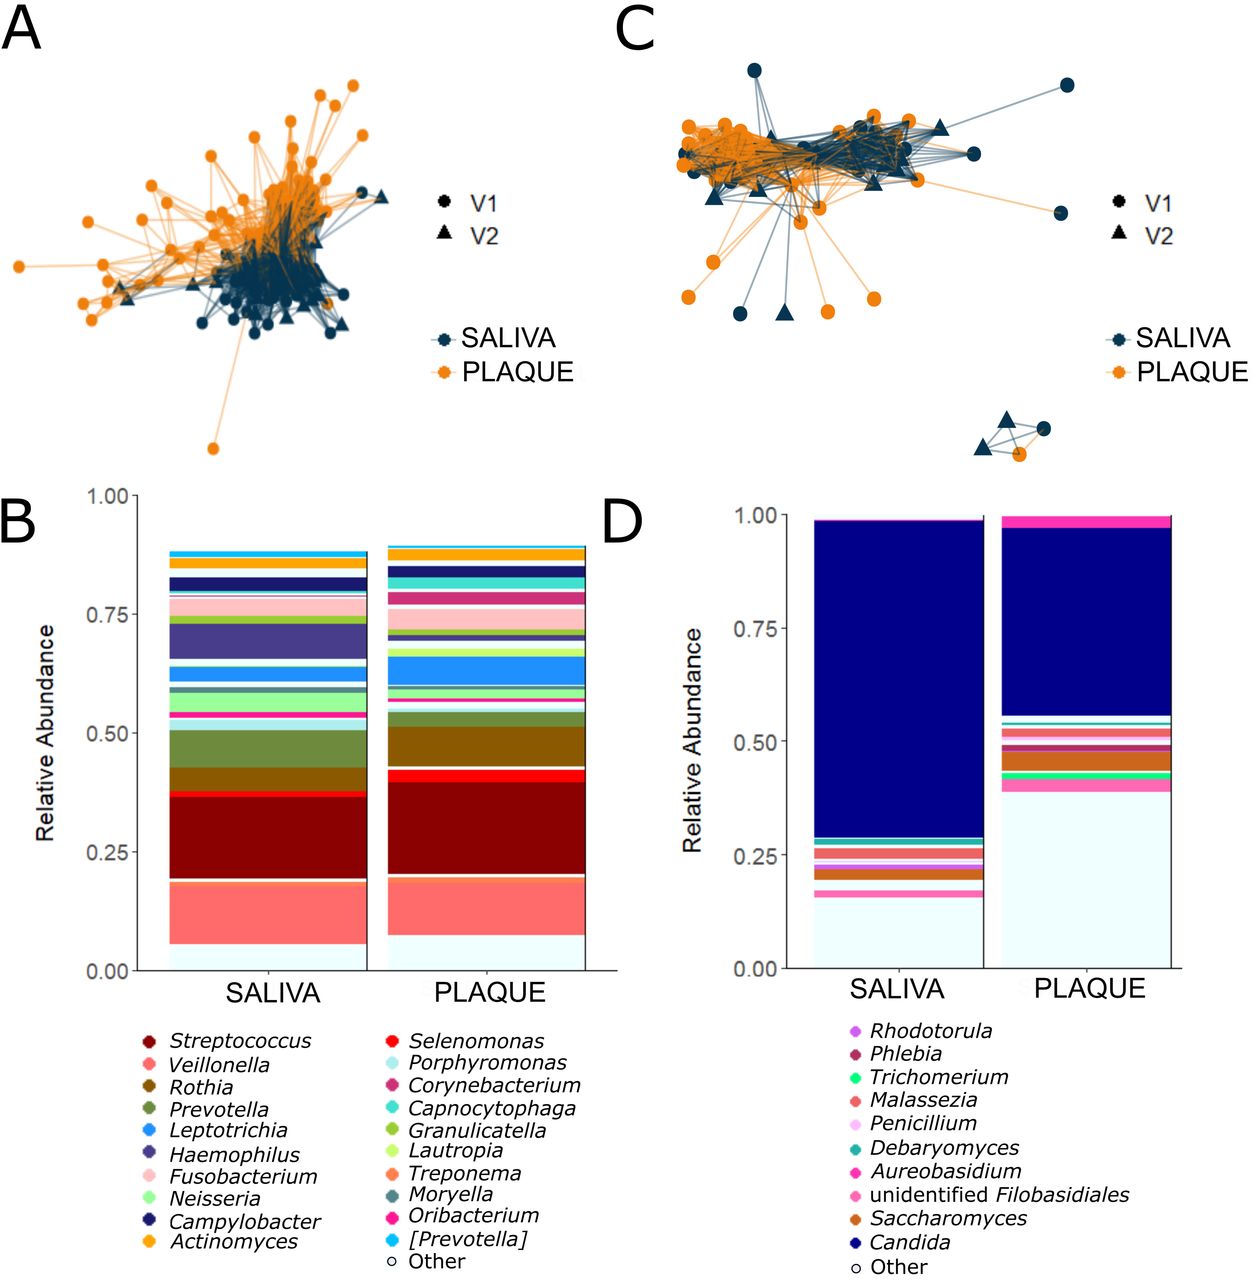 A
V1
V2
SALIVA
PLAQUE
C
V1
V2
SALIVA
PLAQUE
B
Relative Abundance
1.00
0.75
0.50
0.25
0.00
SALIVA
PLAQUE
Streptococcus
Veillonella
Rothia
Prevotella
Leptotrichia
Haemophilus
Fusobacterium
Neisseria
Campylobacter
Actinomyces
Selenomonas
Porphyromonas
Corynebacterium
Capnocytophaga
Granulicatella
Lautropia
Treponema
Moryella
Oribacterium
[Prevotella]
Other
D
Relative Abundance
1.00
0.75
0.50
0.25
0.00
SALIVA
PLAQUE
Rhodotorula
Phlebia
Trichomerium
Malassezia
Penicillium
Debaryomyces
Aureobasidium
unidentified Filobasidiales
Saccharomyces
Candida
Other